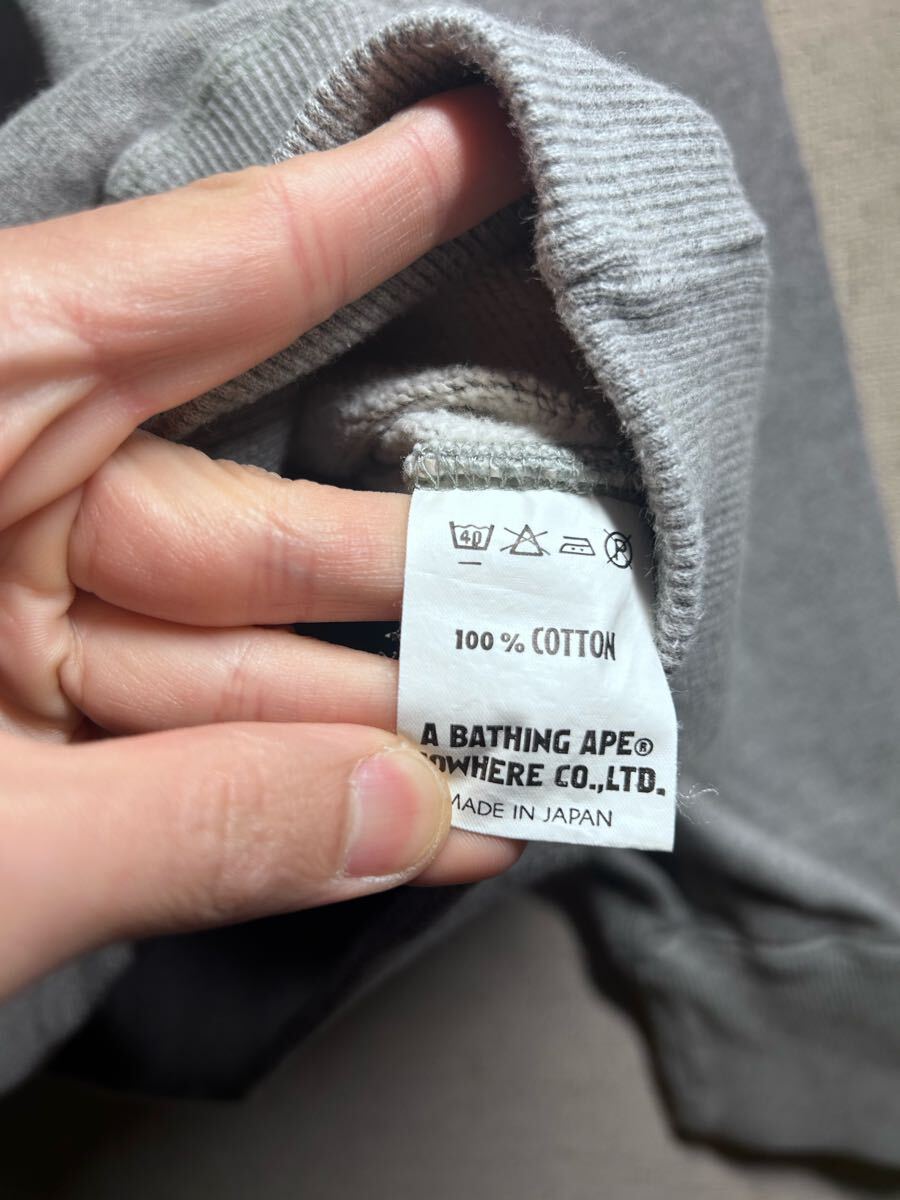 40
P
100 % COTTON
A BATHING APE®
NOWHERE CO.,LTD.
MADE IN JAPAN